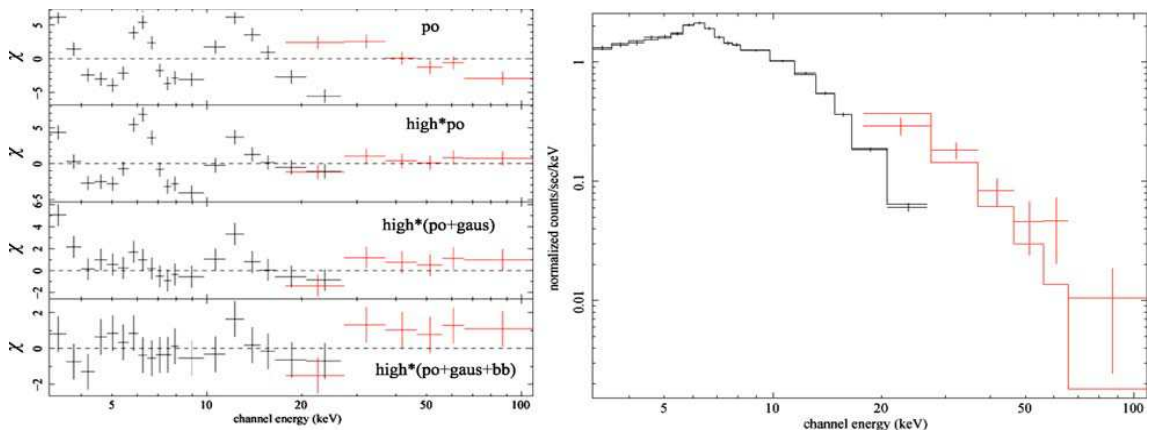 po
5
0
−5
χ
high*po
5
0
-5
χ
high*(po+gaus)
6
4
2
0
−2
χ
high*(po+gaus+bb)
2
0
−2
χ
5 10 20 50 100
channel energy (keV)
normalized counts/sec/keV
1
0.1
0.01
5 10 20 50 100
channel energy (keV)